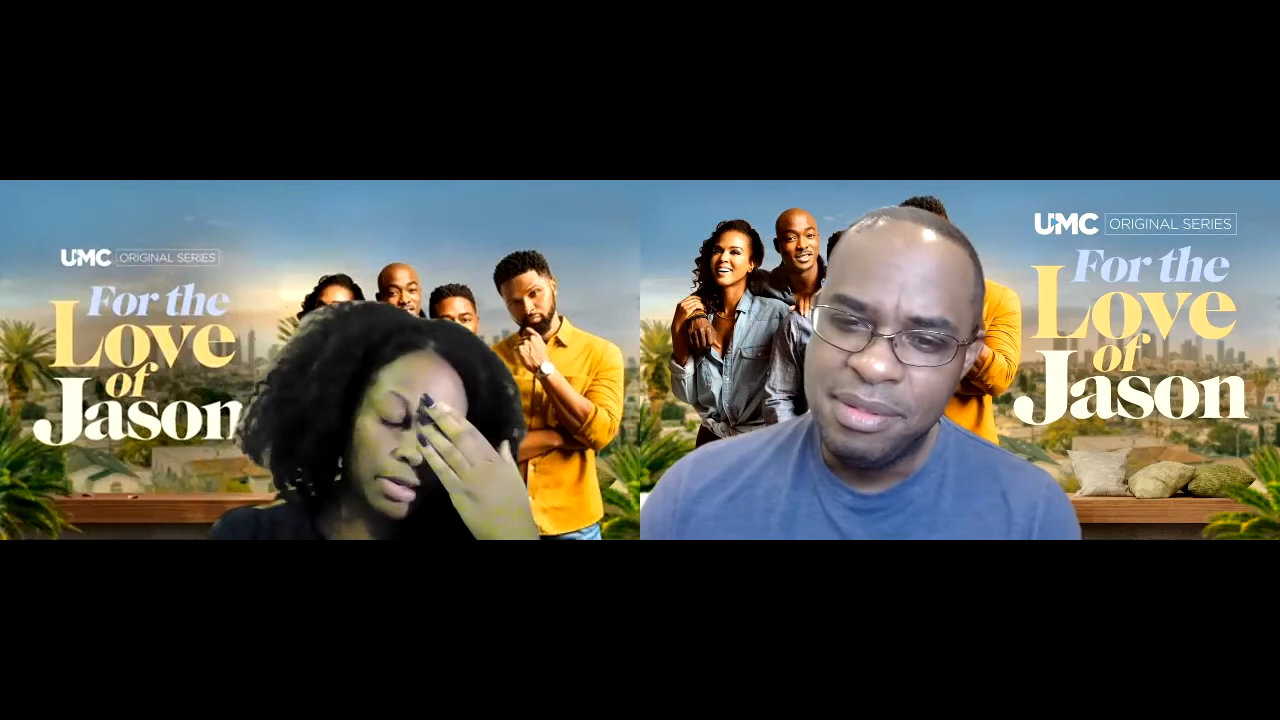 UMC ORIGINAL SERIES
For the
Love
of
Jason
UMC ORIGINAL SERIES
For the
Love
of
Jason